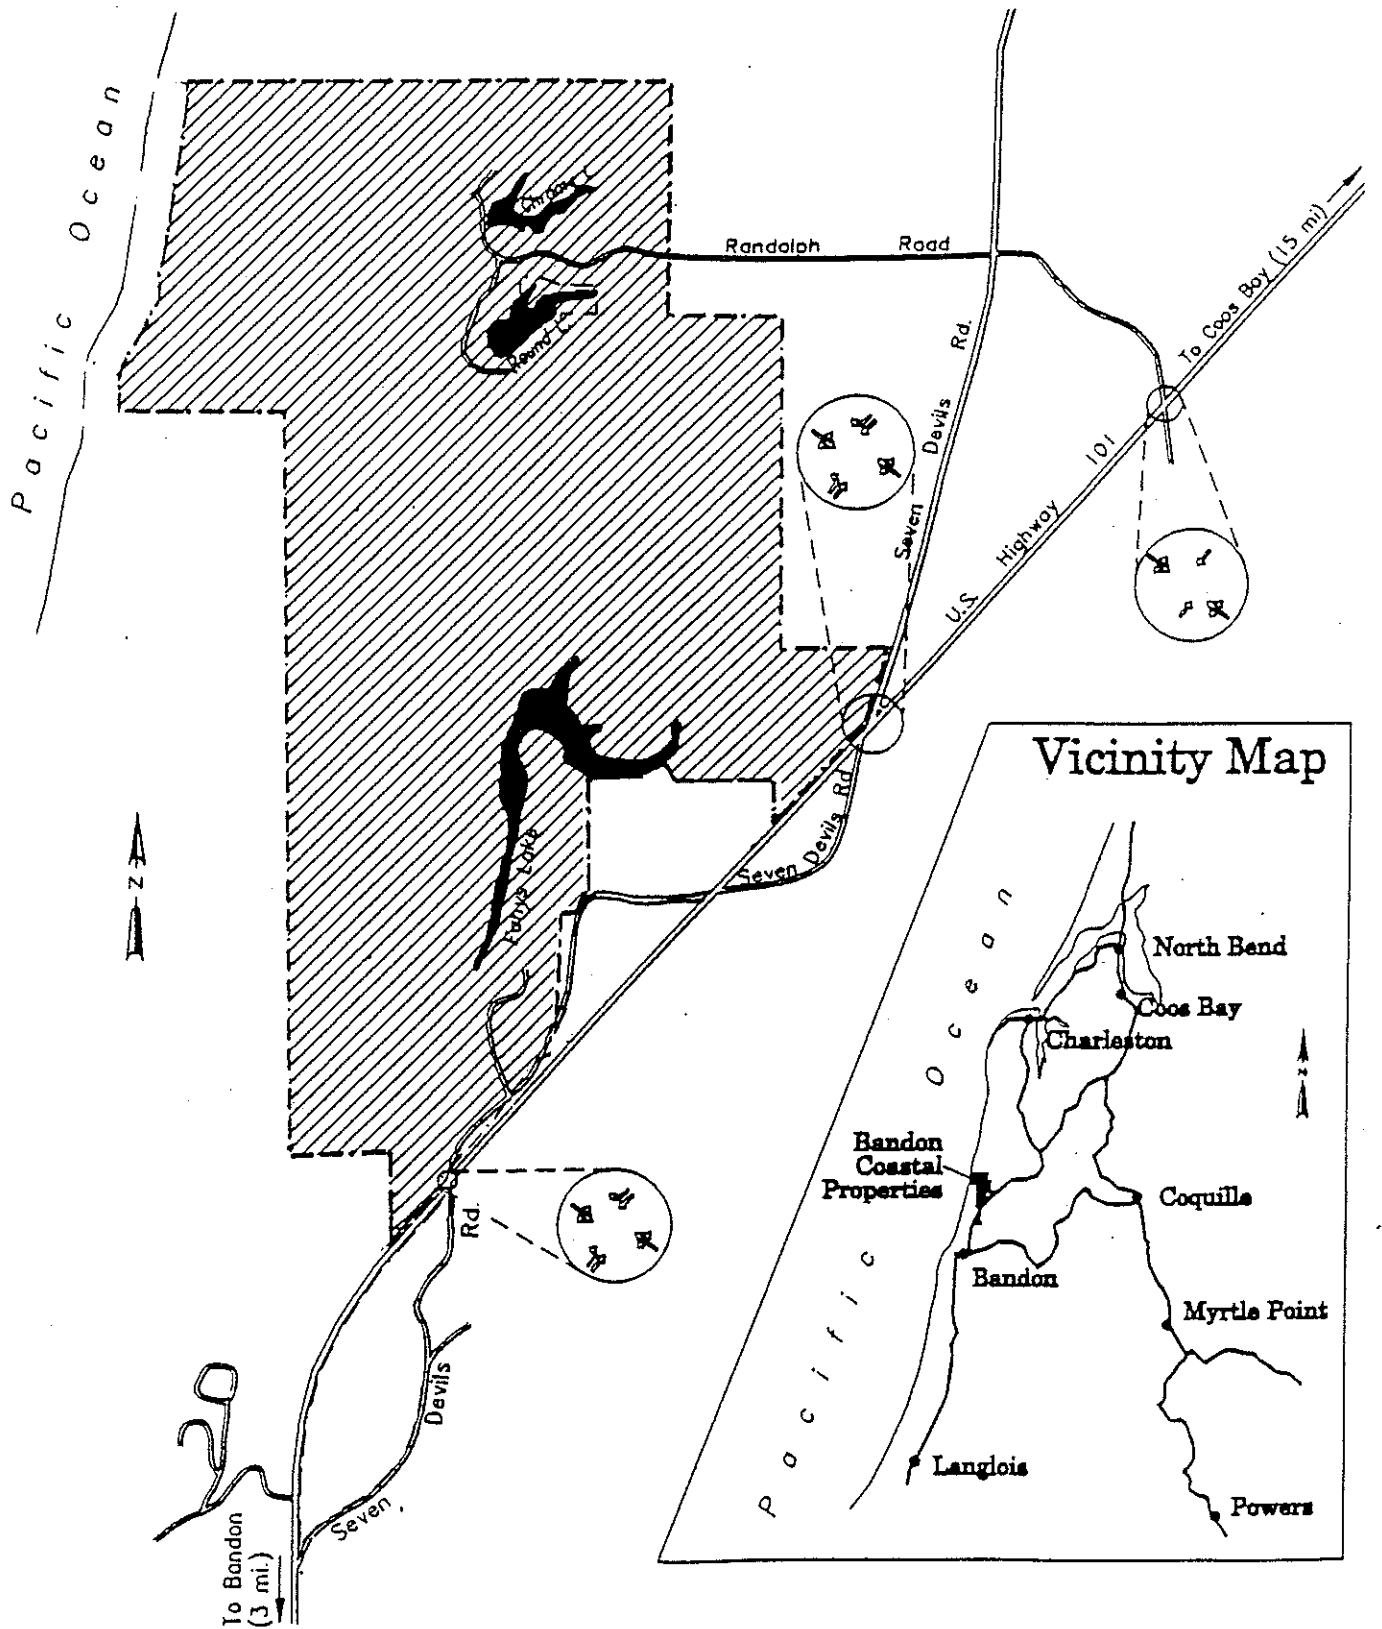 Pacific Ocean
Chrome L.
Randolph Road
Round L.
To Coos Bay (15 mi)
Seven Devils Rd.
U.S. Highway 101
Fahys Lake
Seven Devils Rd
N
Seven Devils Rd.
To Bandon
(3 mi.)
Vicinity Map
Pacific Ocean
North Bend
Coos Bay
Charleston
N
Bandon
Coastal
Properties
Coquille
Bandon
Myrtle Point
Langlois
Powers